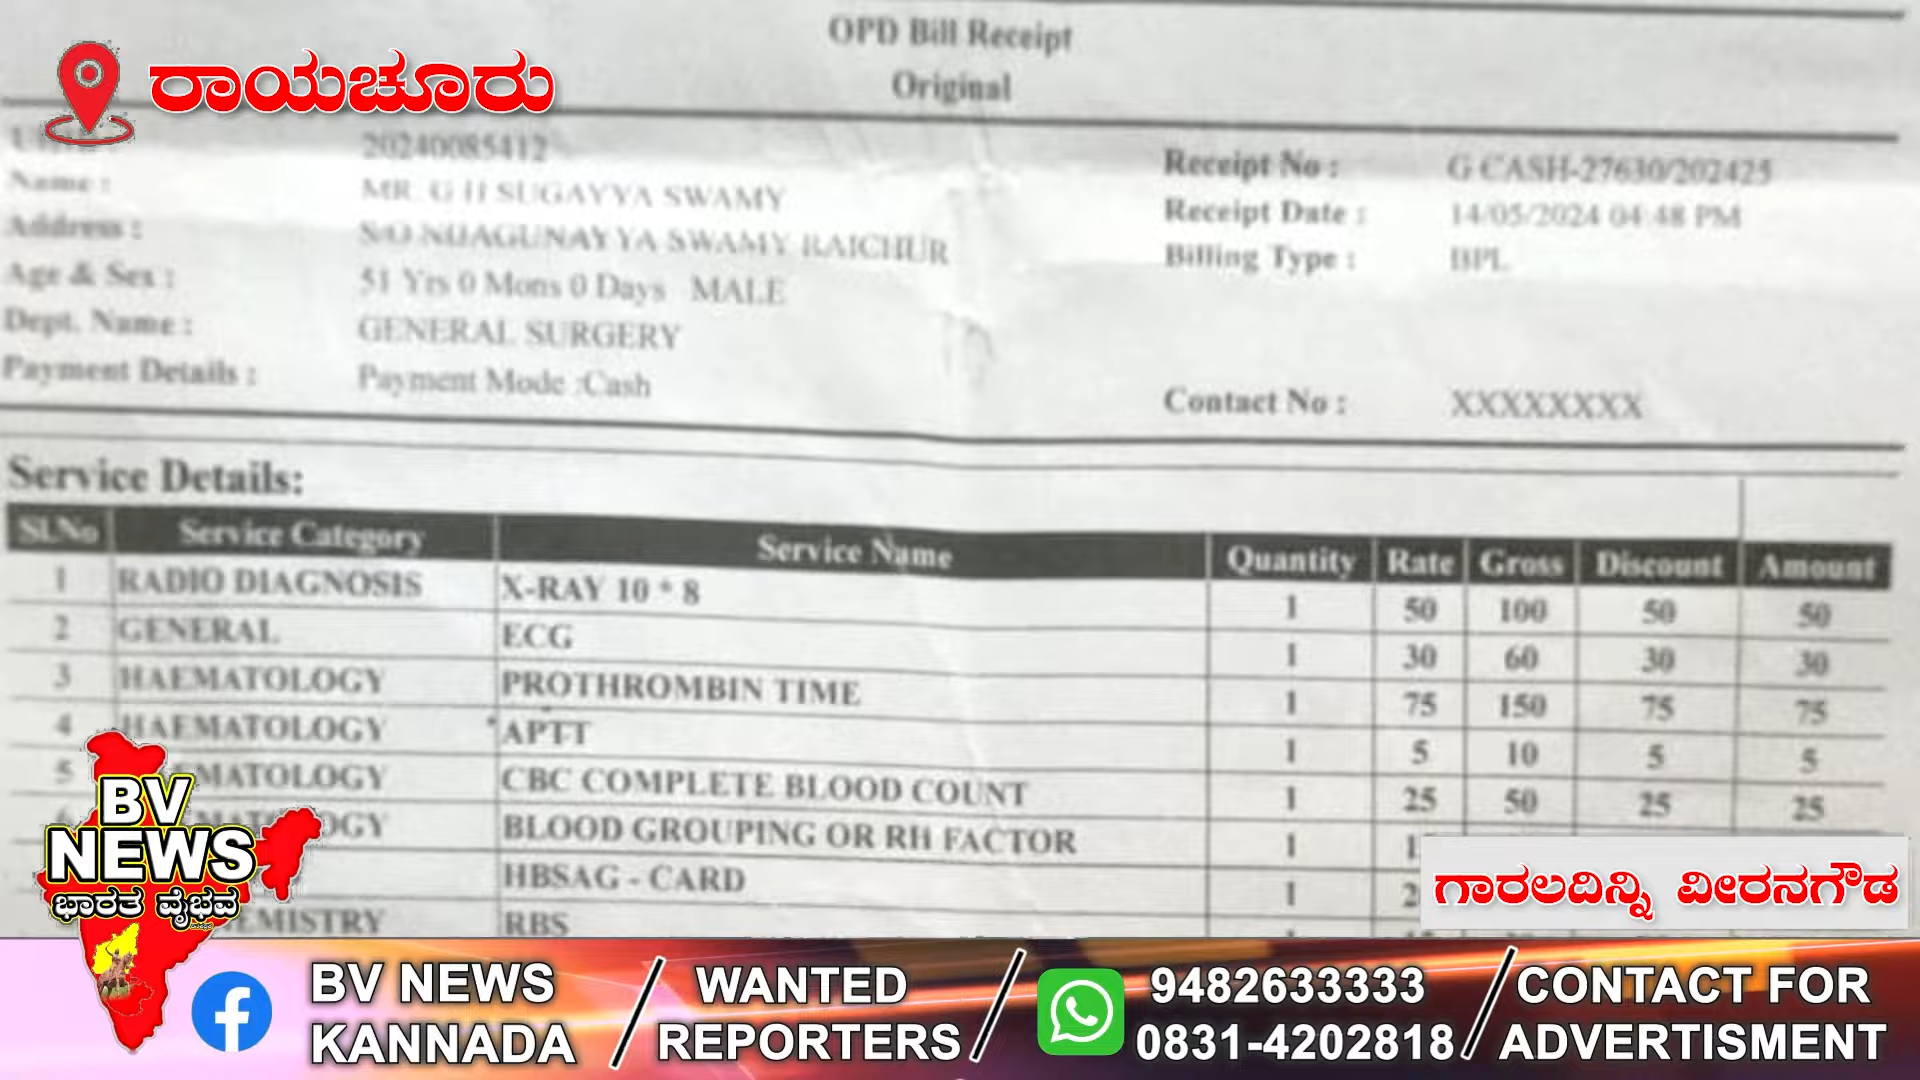 OPD Bill Receipt
Original
ರಾಯಚೂರು
20240085412
Name : MR. G H SUGAYYA SWAMY
Address : S/O NIJAGUNAYYA SWAMY RAICHUR
Age & Sex : 51 Yrs 0 Mons 0 Days MALE
Dept. Name : GENERAL SURGERY
Payment Details : Payment Mode :Cash
Receipt No : G CASH-27630/202425
Receipt Date : 14/05/2024 04:48 PM
Billing Type : BPL
Contact No : XXXXXXXX
Service Details:
Sl.No Service Category Service Name Quantity Rate Gross Discount Amount
1 RADIO DIAGNOSIS X-RAY 10 * 8 1 50 100 50 50
2 GENERAL ECG 1 30 60 30 30
3 HAEMATOLOGY PROTHROMBIN TIME 1 75 150 75 75
4 HAEMATOLOGY APTT 1 5 10 5 5
5 CBC COMPLETE BLOOD COUNT 1 25 50 25 25
BLOOD GROUPING OR RH FACTOR 1
HBSAG - CARD 1
RBS
BV
NEWS
ಭಾರತ ವೈಭವ
ಗಾರಲದಿನ್ನಿ ವೀರನಗೌಡ
BV NEWS
KANNADA
WANTED
REPORTERS
9482633333
0831-4202818
CONTACT FOR
ADVERTISMENT